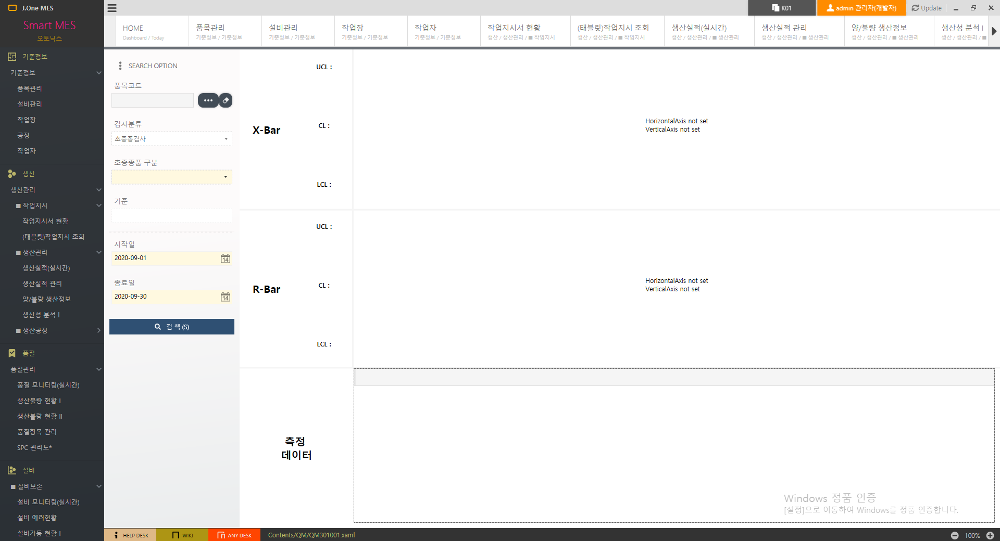 J.One MES
K01
admin 관리자(개발자)
Update
Smart MES
오토닉스
HOME
Dashboard / Today
품목관리
기준정보 / 기준정보
설비관리
기준정보 / 기준정보
작업장
기준정보 / 기준정보
작업자
기준정보 / 기준정보
작업지시서 현황
생산 / 생산관리 / ■ 작업지시
(태블릿)작업지시 조회
생산 / 생산관리 / ■ 작업지시
생산실적(실시간)
생산 / 생산관리 / ■ 생산관리
생산실적 관리
생산 / 생산관리 / ■ 생산관리
양/불량 생산정보
생산 / 생산관리 / ■ 생산관리
생산성 분석 I
생산 / 생산관리 / ■
기준정보
기준정보
품목관리
설비관리
작업장
공정
작업자
생산
생산관리
■ 작업지시
작업지시서 현황
(태블릿)작업지시 조회
■ 생산관리
생산실적(실시간)
생산실적 관리
양/불량 생산정보
생산성 분석 I
■ 생산공정
품질
품질관리
품질 모니터링(실시간)
생산불량 현황 I
생산불량 현황 II
품질항목 관리
SPC 관리도*
설비
■ 설비보존
설비 모니터링(실시간)
설비 에러현황
설비가동 현황 I
SEARCH OPTION
품목코드
검사분류
초중종검사
초중종품 구분
기준
시작일
2020-09-01
14
종료일
2020-09-30
14
검 색 (S)
X-Bar
UCL :
CL :
LCL :
HorizontalAxis not set
VerticalAxis not set
R-Bar
UCL :
CL :
LCL :
HorizontalAxis not set
VerticalAxis not set
측정
데이터
Windows 정품 인증
[설정]으로 이동하여 Windows를 정품 인증합니다.
HELP DESK
WIKI
ANY DESK
Contents/QM/QM301001.xaml
100%